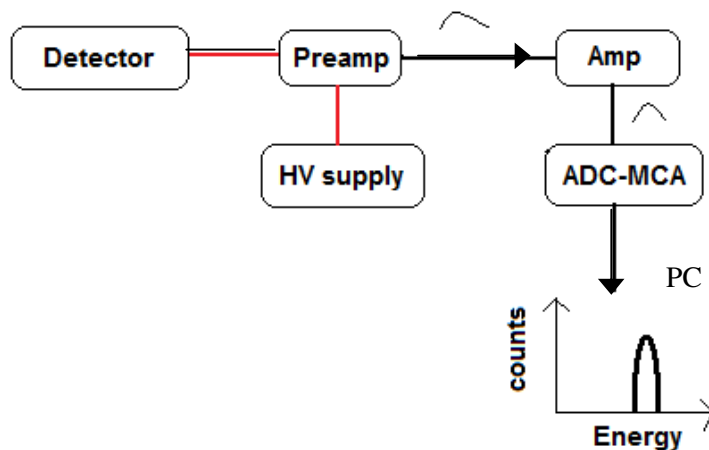 Detector
Preamp
Amp
HV supply
ADC-MCA
PC
counts
Energy